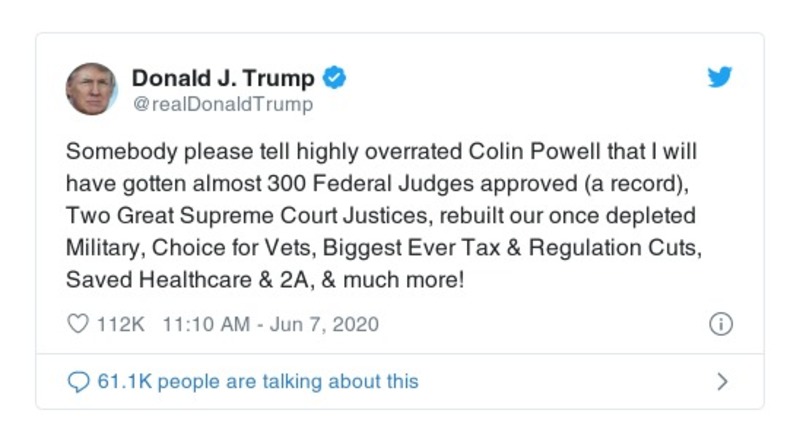 Donald J. Trump
@realDonaldTrump
Somebody please tell highly overrated Colin Powell that I will
have gotten almost 300 Federal Judges approved (a record),
Two Great Supreme Court Justices, rebuilt our once depleted
Military, Choice for Vets, Biggest Ever Tax & Regulation Cuts,
Saved Healthcare & 2A, & much more!
112K 11:10 AM - Jun 7, 2020
61.1K people are talking about this